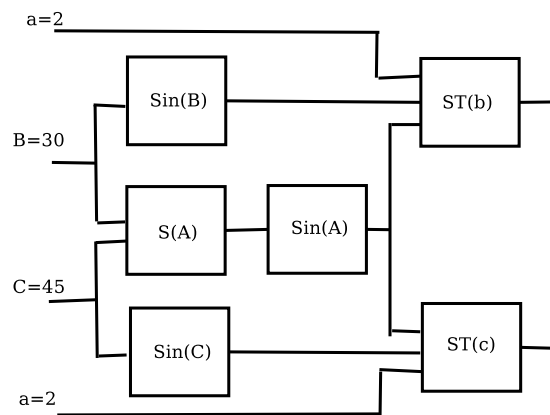 a=2
Sin(B)
ST(b)
B=30
S(A)
Sin(A)
C=45
Sin(C)
ST(c)
a=2